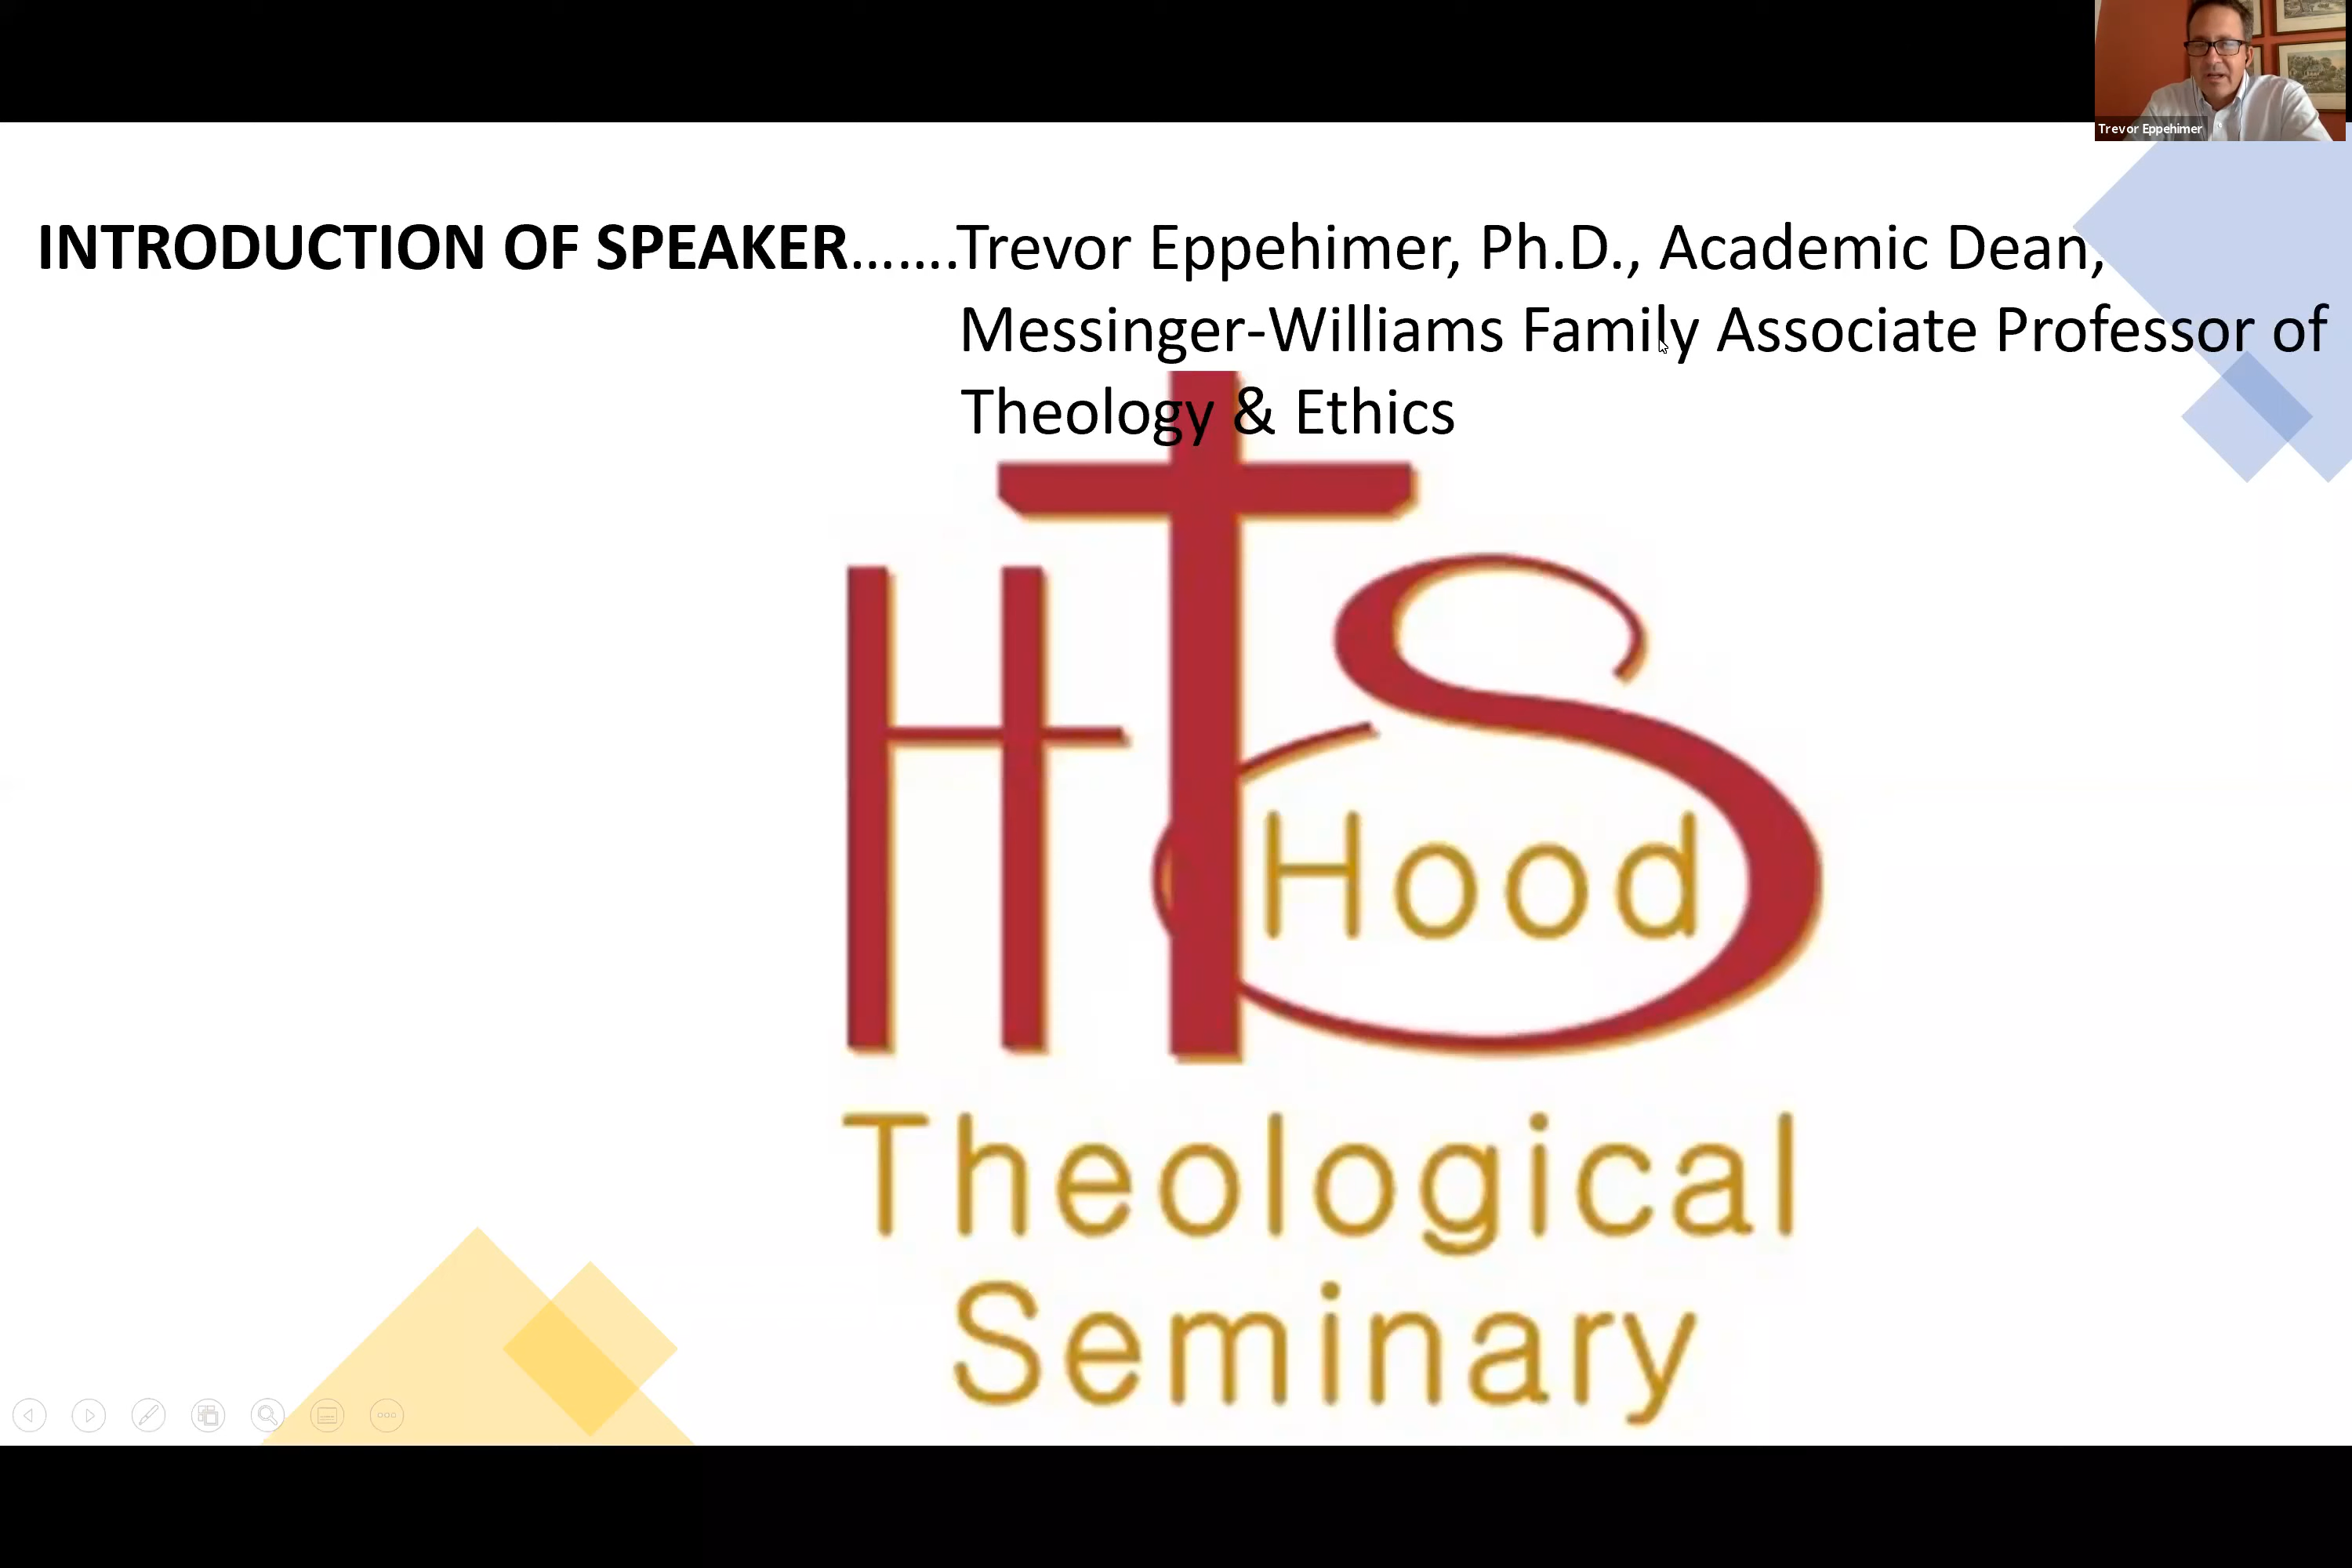 Trevor Eppehimer
INTRODUCTION OF SPEAKER.......Trevor Eppehimer, Ph.D., Academic Dean,
Messinger-Williams Family Associate Professor of
Theology & Ethics
HTS
Hood
Theological
Seminary